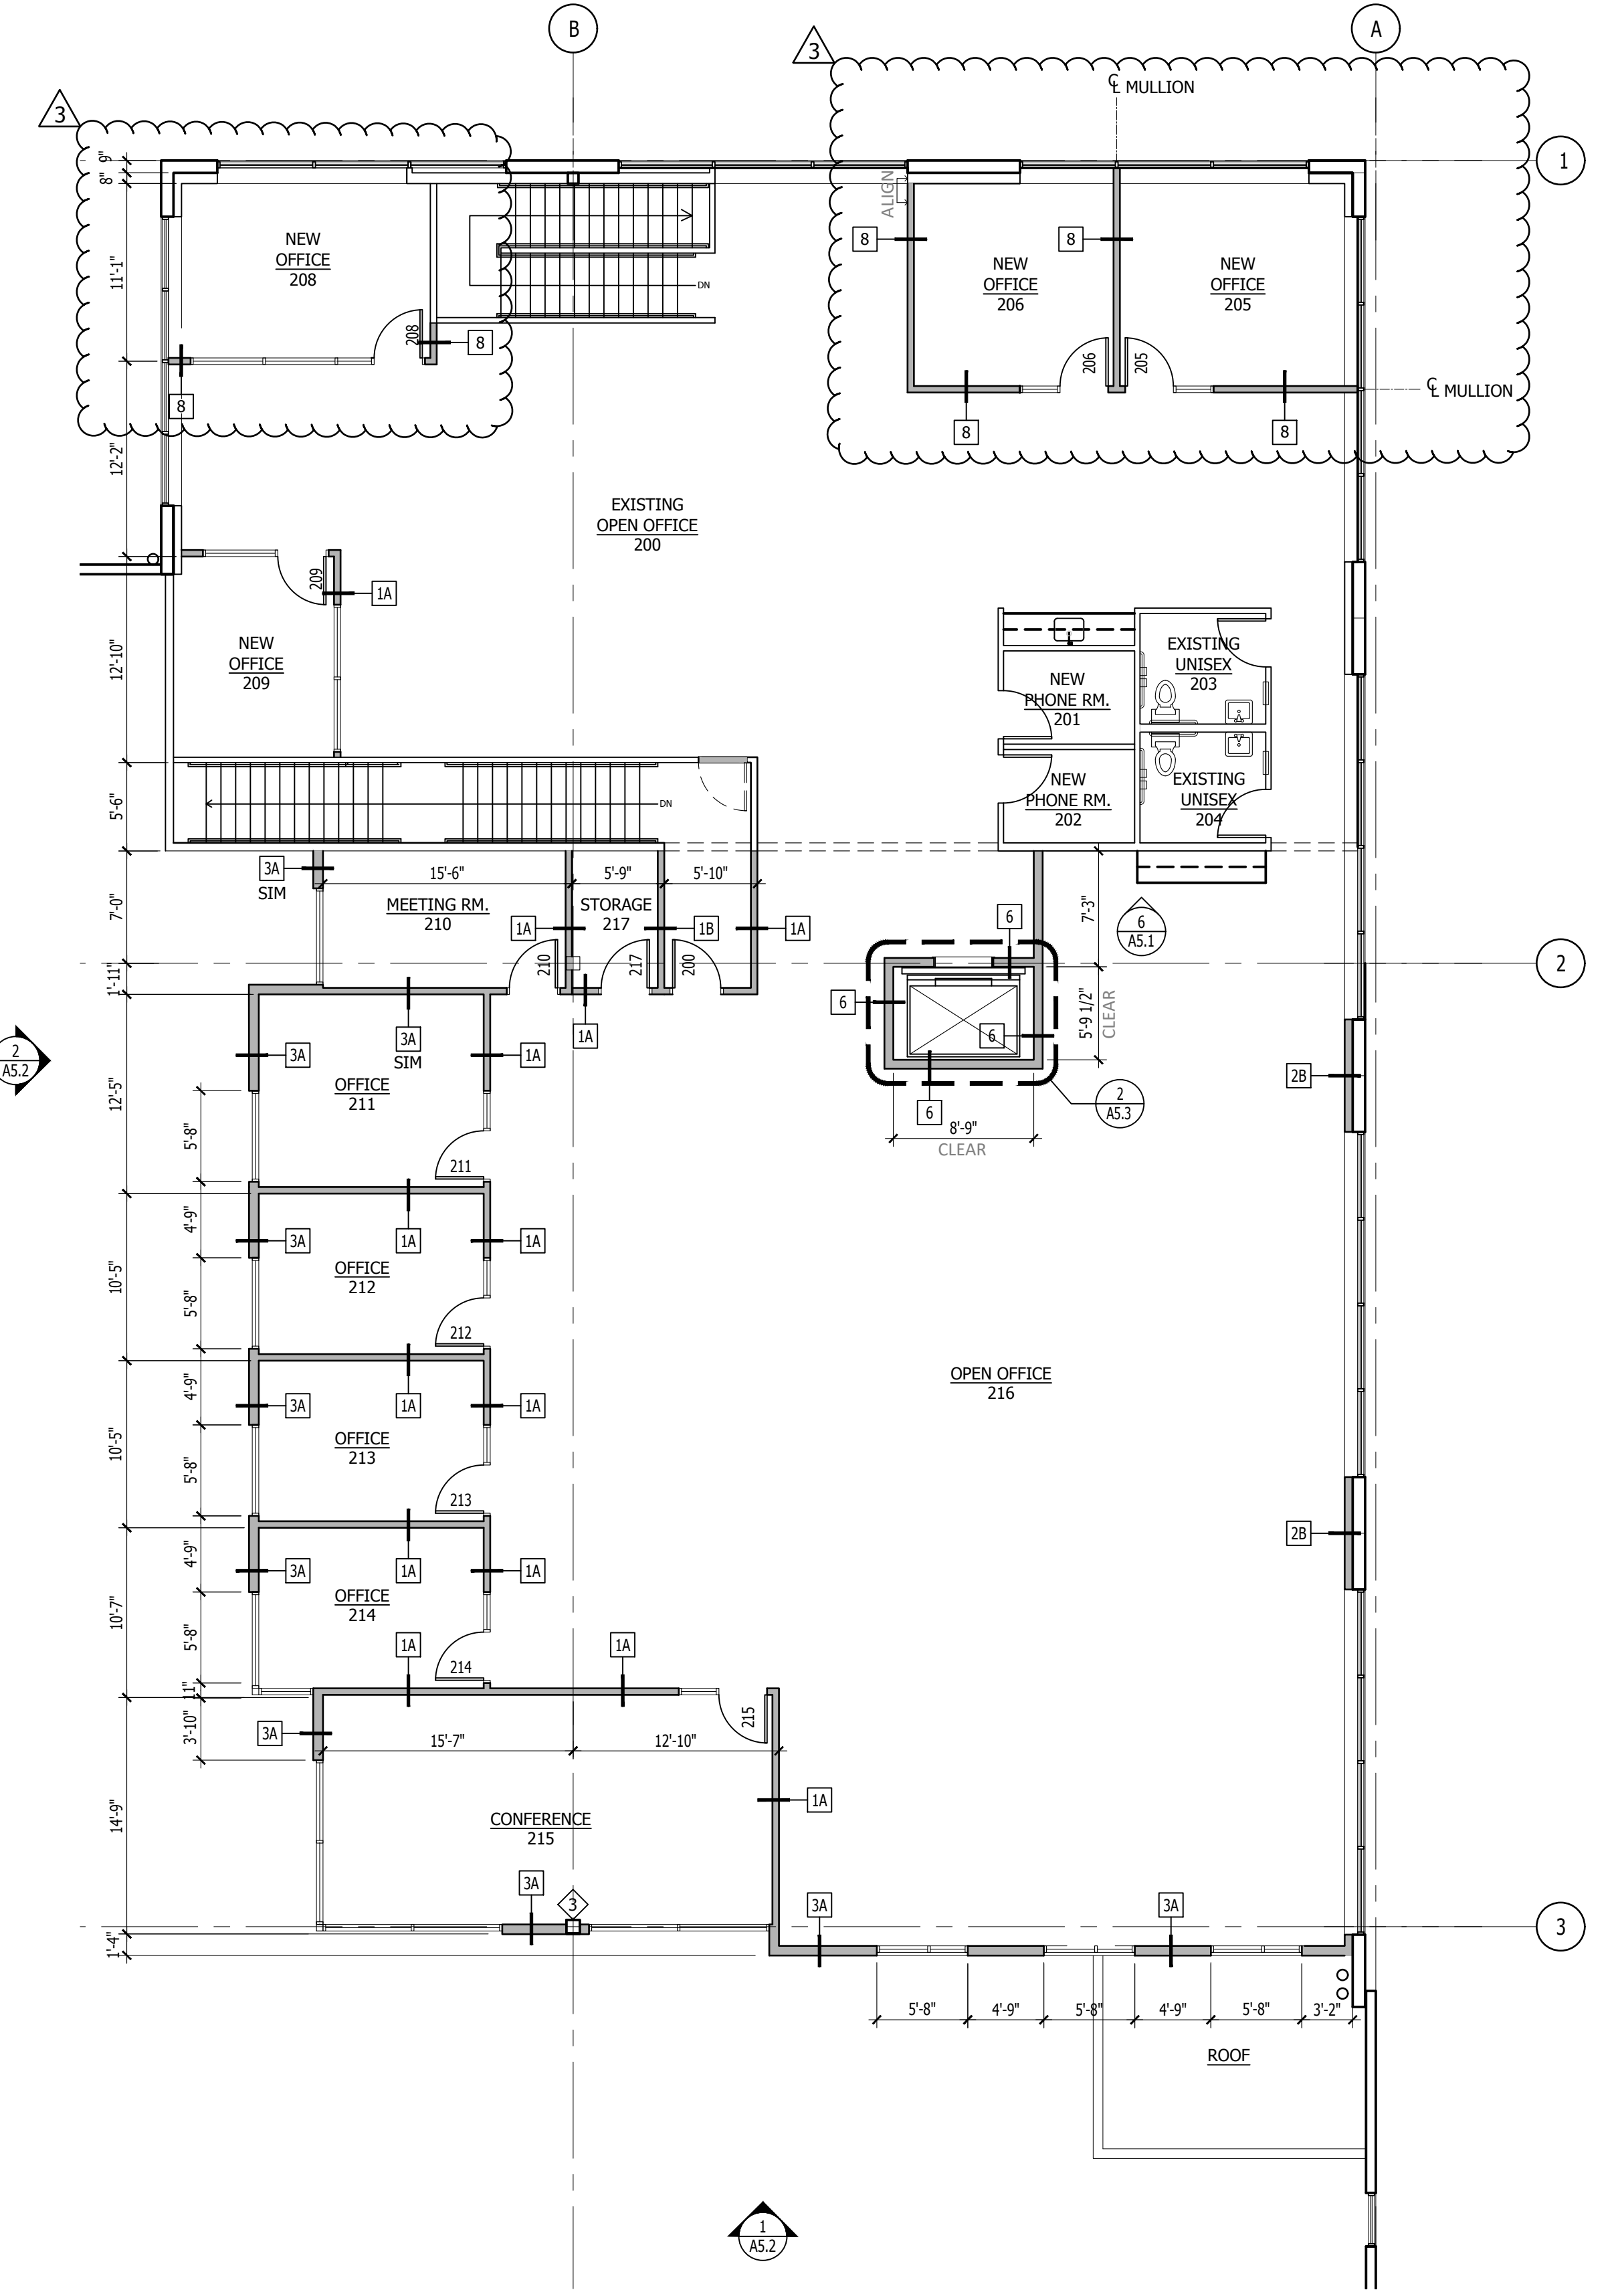 B
A
3
3
℄ MULLION
1
9"
8"
ALIGN
NEW
OFFICE
208
8
8
NEW
OFFICE
206
NEW
OFFICE
205
11'-1"
DN
208
8
206
205
℄ MULLION
8
8
8
12'-2"
EXISTING
OPEN OFFICE
200
209
1A
NEW
OFFICE
209
12'-10"
EXISTING
UNISEX
203
NEW
PHONE RM.
201
NEW
PHONE RM.
202
EXISTING
UNISEX
204
5'-6"
DN
3A
SIM
15'-6"
5'-9"
5'-10"
7'-0"
MEETING RM.
210
STORAGE
217
1A
1B
1A
6
7'-3"
6
A5.1
210
217
200
2
1'-11"
6
6
5'-9 1/2"
CLEAR
1A
3A
SIM
3A
1A
2
A5.2
2B
OFFICE
211
12'-5"
5'-8"
6
2
A5.3
8'-9"
CLEAR
211
4'-9"
3A
1A
1A
OFFICE
212
10'-5"
5'-8"
212
OPEN OFFICE
216
4'-9"
3A
1A
1A
OFFICE
213
10'-5"
5'-8"
213
2B
4'-9"
3A
1A
1A
OFFICE
214
10'-7"
5'-8"
1A
1A
214
11"
3'-10"
3A
215
15'-7"
12'-10"
14'-9"
1A
CONFERENCE
215
3A
3
3A
3A
3
1'-4"
5'-8"
4'-9"
5'-8"
4'-9"
5'-8"
3'-2"
ROOF
1
A5.2